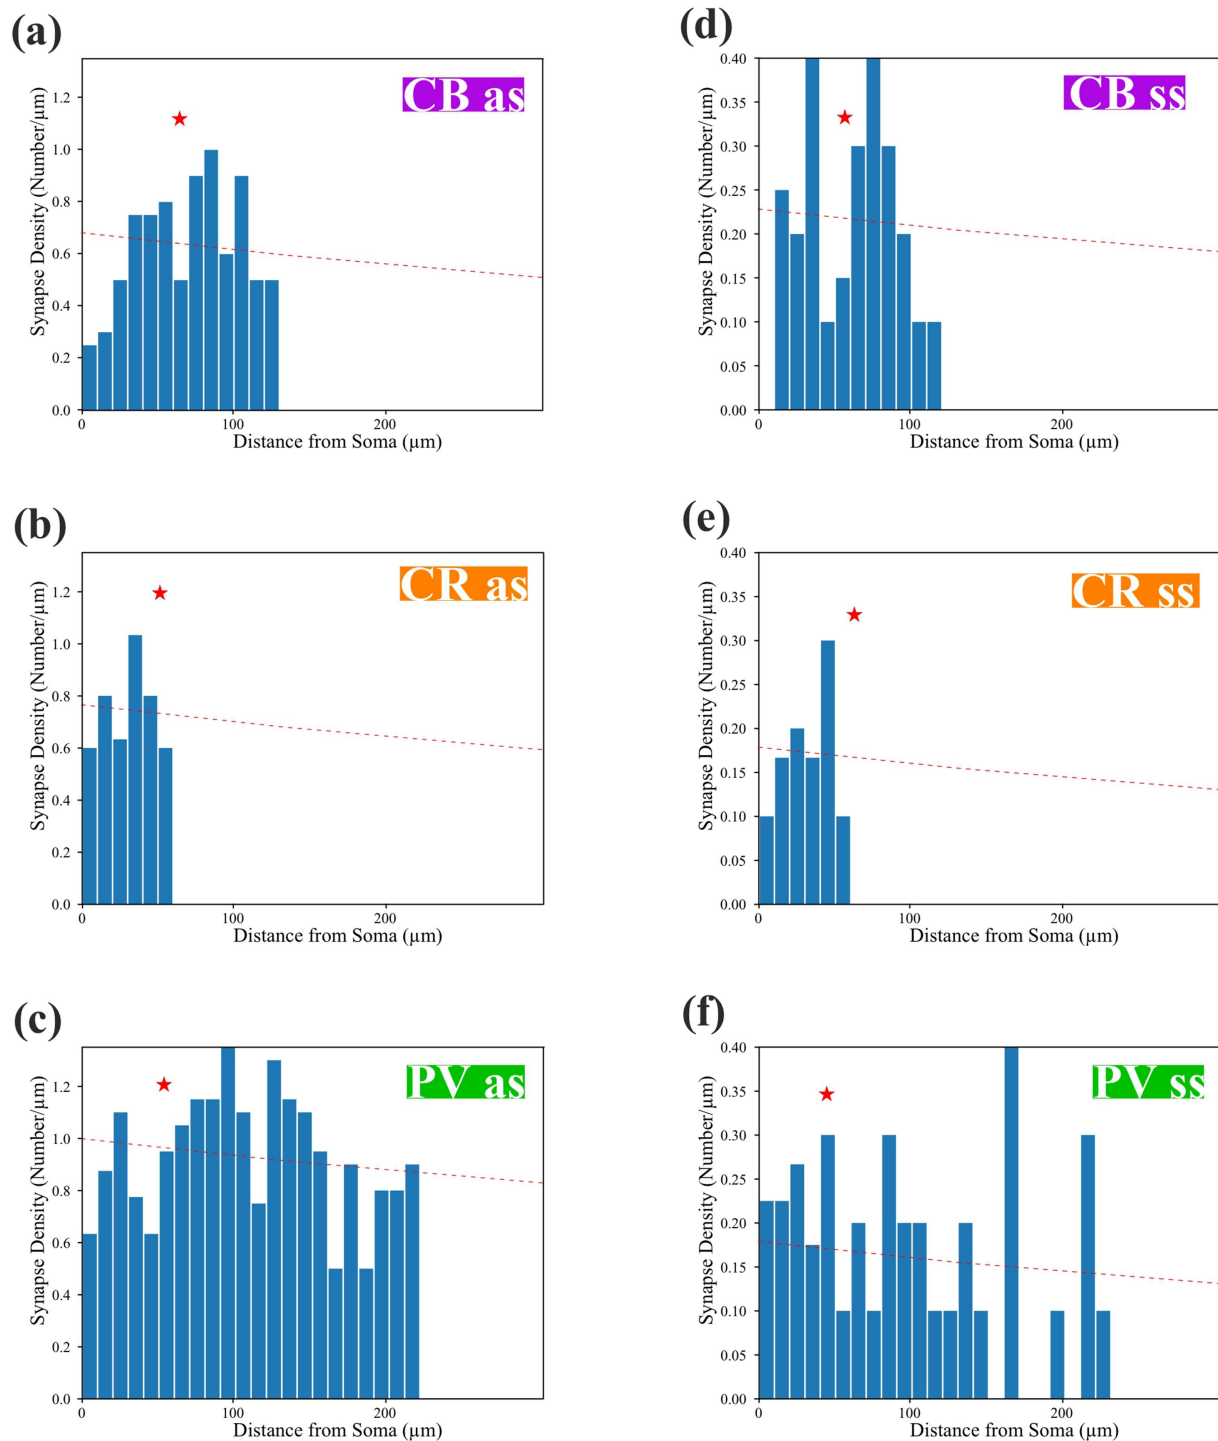 (a)
CB as
Synapse Density (Number/µm)
1.2
1.0
0.8
0.6
0.4
0.2
0.0
0
100
200
Distance from Soma (µm)
(d)
CB ss
Synapse Density (Number/µm)
0.40
0.35
0.30
0.25
0.20
0.15
0.10
0.05
0.00
0
100
200
Distance from Soma (µm)
(b)
CR as
Synapse Density (Number/µm)
1.2
1.0
0.8
0.6
0.4
0.2
0.0
0
100
200
Distance from Soma (µm)
(e)
CR ss
Synapse Density (Number/µm)
0.40
0.35
0.30
0.25
0.20
0.15
0.10
0.05
0.00
0
100
200
Distance from Soma (µm)
(c)
PV as
Synapse Density (Number/µm)
1.2
1.0
0.8
0.6
0.4
0.2
0.0
0
100
200
Distance from Soma (µm)
(f)
PV ss
Synapse Density (Number/µm)
0.40
0.35
0.30
0.25
0.20
0.15
0.10
0.05
0.00
0
100
200
Distance from Soma (µm)